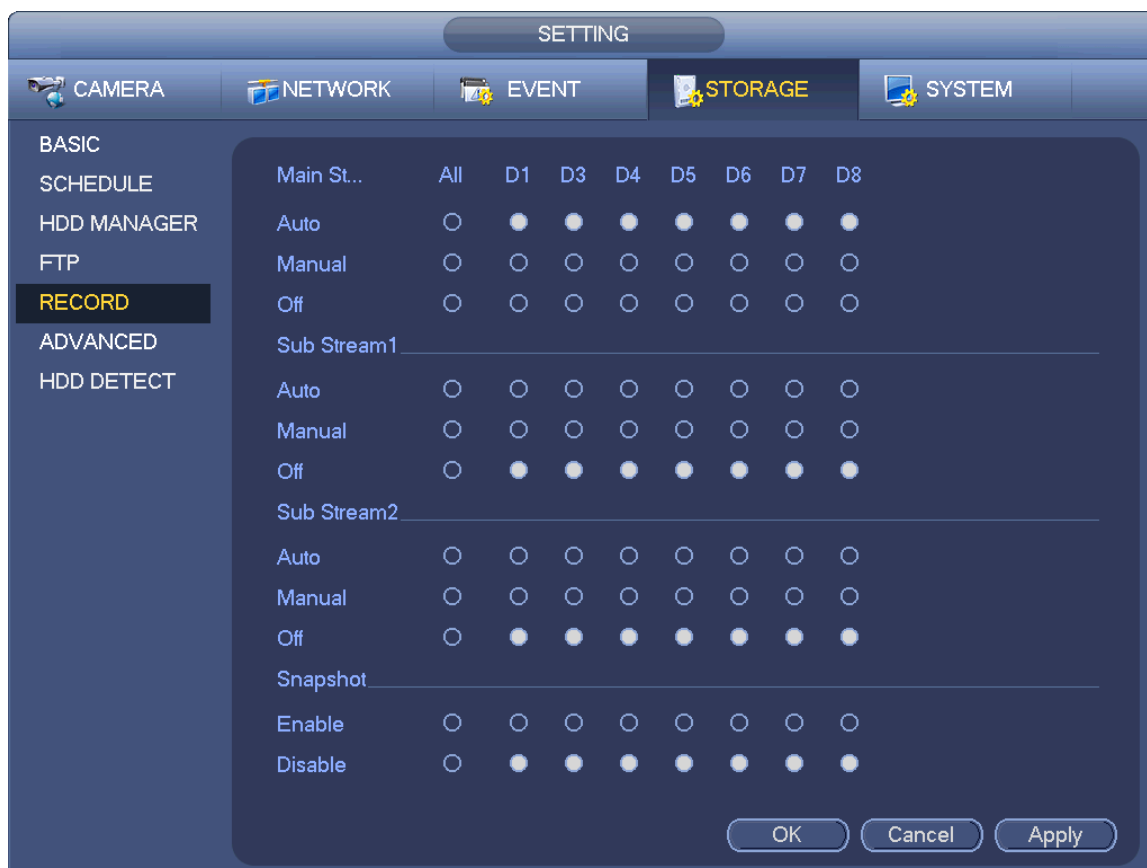 SETTING
CAMERA NETWORK EVENT STORAGE SYSTEM
BASIC
SCHEDULE
HDD MANAGER
FTP
RECORD
ADVANCED
HDD DETECT
Main St... All D1 D3 D4 D5 D6 D7 D8
Auto
Manual
Off
Sub Stream1
Auto
Manual
Off
Sub Stream2
Auto
Manual
Off
Snapshot
Enable
Disable
OK Cancel Apply